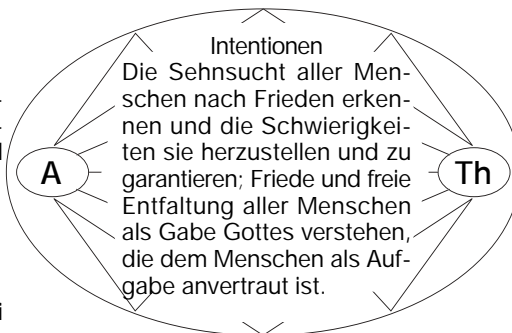 Intentionen
Die Sehnsucht aller Men-
schen nach Frieden erken-
nen und die Schwierigkei-
ten sie herzustellen und zu
garantieren; Friede und freie
Entfaltung aller Menschen
als Gabe Gottes verstehen,
die dem Menschen als Auf-
gabe anvertraut ist.
A
Th